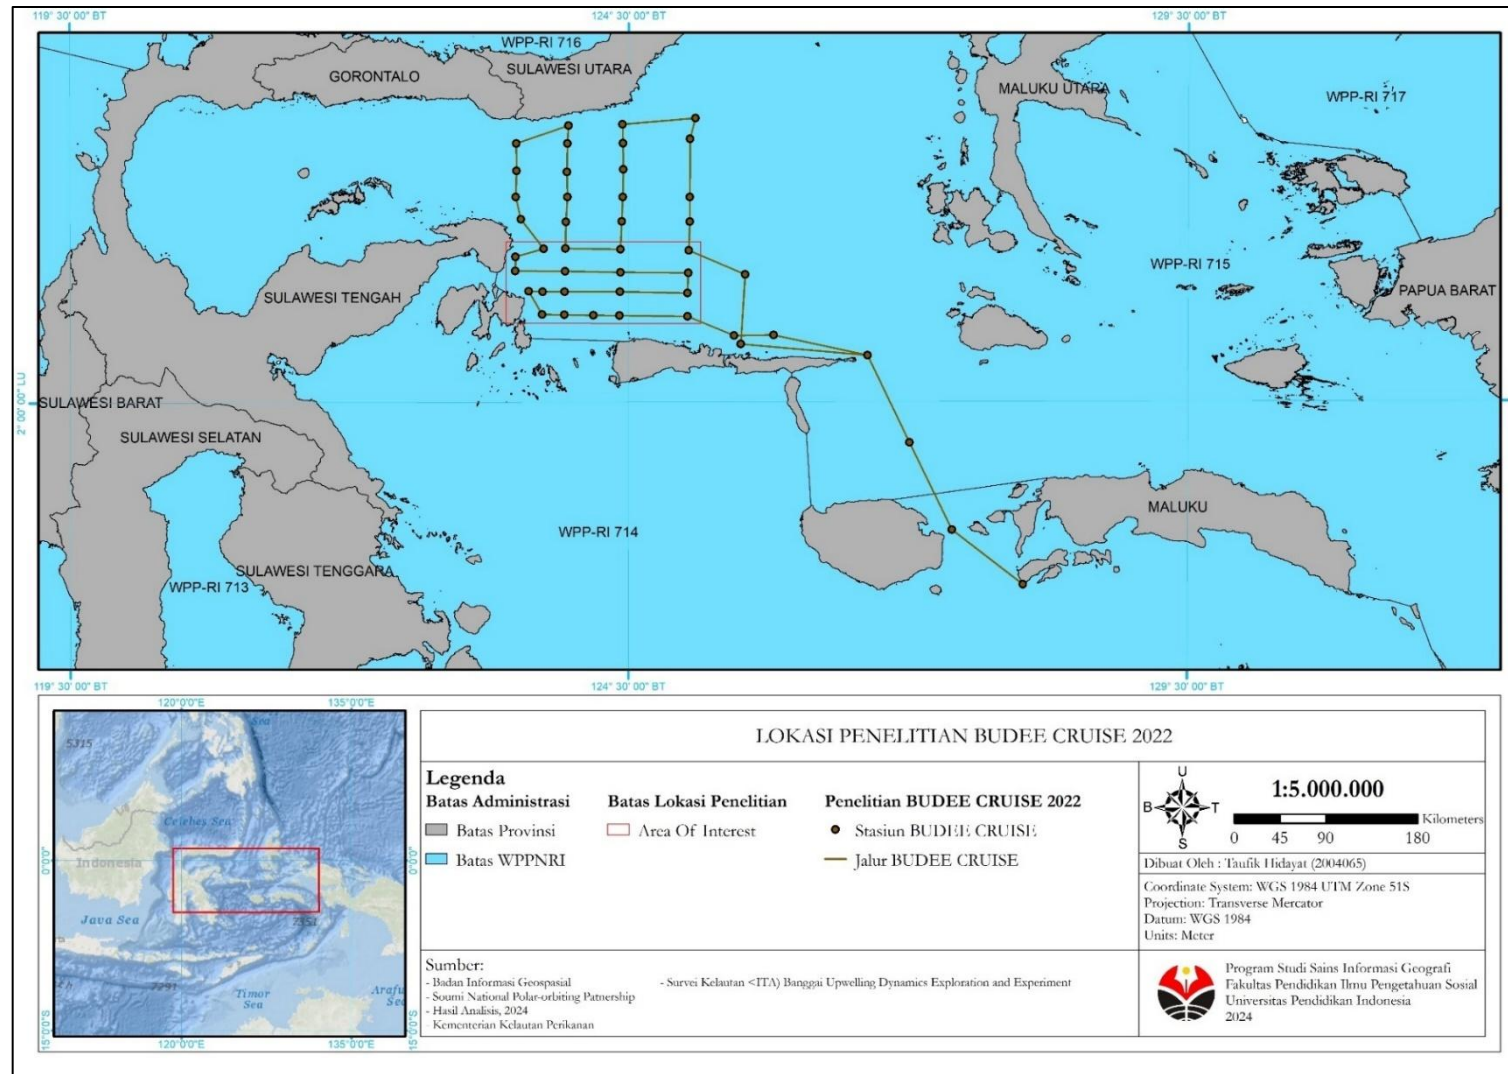 119° 30' 00" BT
124° 30' 00" BT
129° 30' 00" BT
WPP-RI 716
SULAWESI UTARA
GORONTALO
MALUKU UTARA
WPP-RI 717
WPP-RI 715
PAPUA BARAT
SULAWESI TENGAH
2° 00' 00" LU
SULAWESI BARAT
SULAWESI SELATAN
MALUKU
WPP-RI 714
SULAWESI TENGGARA
WPP-RI 713
119° 30' 00" BT
124° 30' 00" BT
129° 30' 00" BT
120°0'0"E
135°0'0"E
Sea
5315
Celebes Sea
Indonesia
0°0'0"
0°0'0"
Java Sea
7351
7291
Timor
Sea
Arafu
Sea
15°0'0"S
15°0'0"S
120°0'0"E
135°0'0"E
LOKASI PENELITIAN BUDEE CRUISE 2022
Legenda
Batas Administrasi
Batas Provinsi
Batas WPPNRI
Batas Lokasi Penelitian
Area Of Interest
Penelitian BUDEE CRUISE 2022
Stasiun BUDEE CRUISE
Jalur BUDEE CRUISE
U
B T
S
1:5.000.000
Kilometers
0 45 90 180
Dibuat Oleh : Taufik Hidayat (2004065)
Coordinate System: WGS 1984 UTM Zone 51S
Projection: Transverse Mercator
Datum: WGS 1984
Units: Meter
Sumber:
- Badan Informasi Geospasial
- Soumi National Polar-orbiting Patnership
- Hasil Analisis, 2024
- Kementerian Kelautan Perikanan
- Survei Kelautan <ITA) Banggai Upwelling Dynamics Exploration and Experiment
Program Studi Sains Informasi Geografi
Fakultas Pendidikan Ilmu Pengetahuan Sosial
Universitas Pendidikan Indonesia
2024